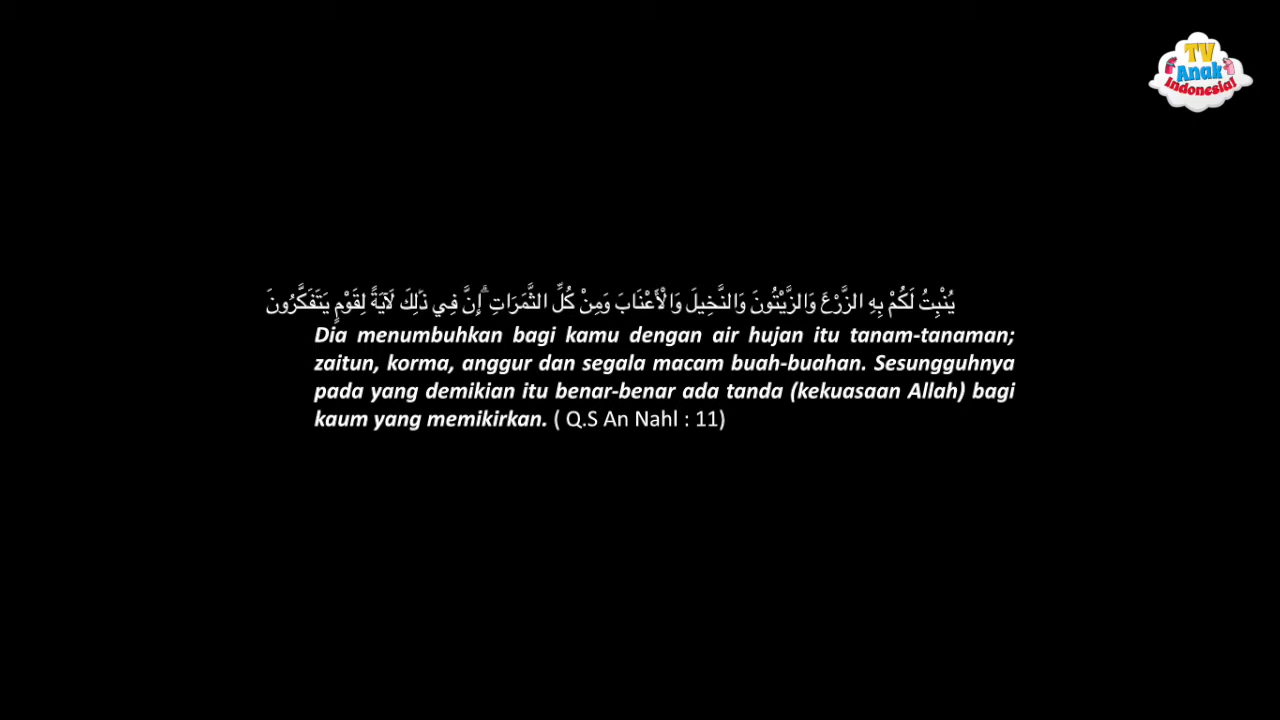 TV
Anak
Indonesia!
يُنْبِتُ لَكُمْ بِهِ الزَّرْعَ وَالزَّيْتُونَ وَالنَّخِيلَ وَالْأَعْنَابَ وَمِنْ كُلِّ الثَّمَرَاتِ ۗ إِنَّ فِي ذَٰلِكَ لَآيَةً لِقَوْمٍ يَتَفَكَّرُونَ
Dia menumbuhkan bagi kamu dengan air hujan itu tanam-tanaman;
zaitun, korma, anggur dan segala macam buah-buahan. Sesungguhnya
pada yang demikian itu benar-benar ada tanda (kekuasaan Allah) bagi
kaum yang memikirkan. ( Q.S An Nahl : 11)